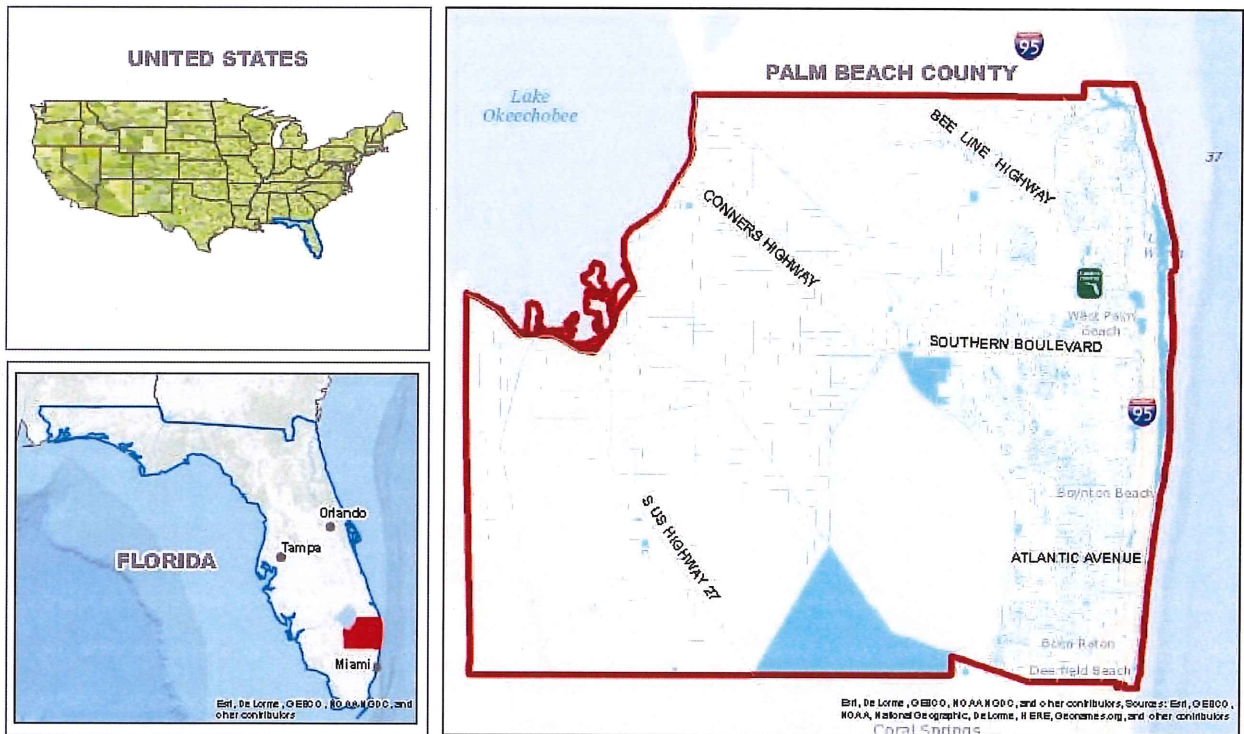 UNITED STATES
FLORIDA
Orlando
Tampa
Miami
Esri, DeLorme, GEBCO, NOAA NGDC, and
other contributors
95
PALM BEACH COUNTY
Lake
Okeechobee
BEE LINE HIGHWAY
37
CONNERS HIGHWAY
West Palm
Beach
SOUTHERN BOULEVARD
95
Boynton Beach
S US HIGHWAY 27
ATLANTIC AVENUE
Boca Raton
Deerfield Beach
Esri, DeLorme, GEBCO, NOAA NGDC, and other contributors, Sources: Esri, GEBCO,
NOAA, National Geographic, DeLorme, HERE, Geonames.org, and other contributors
Coral Springs